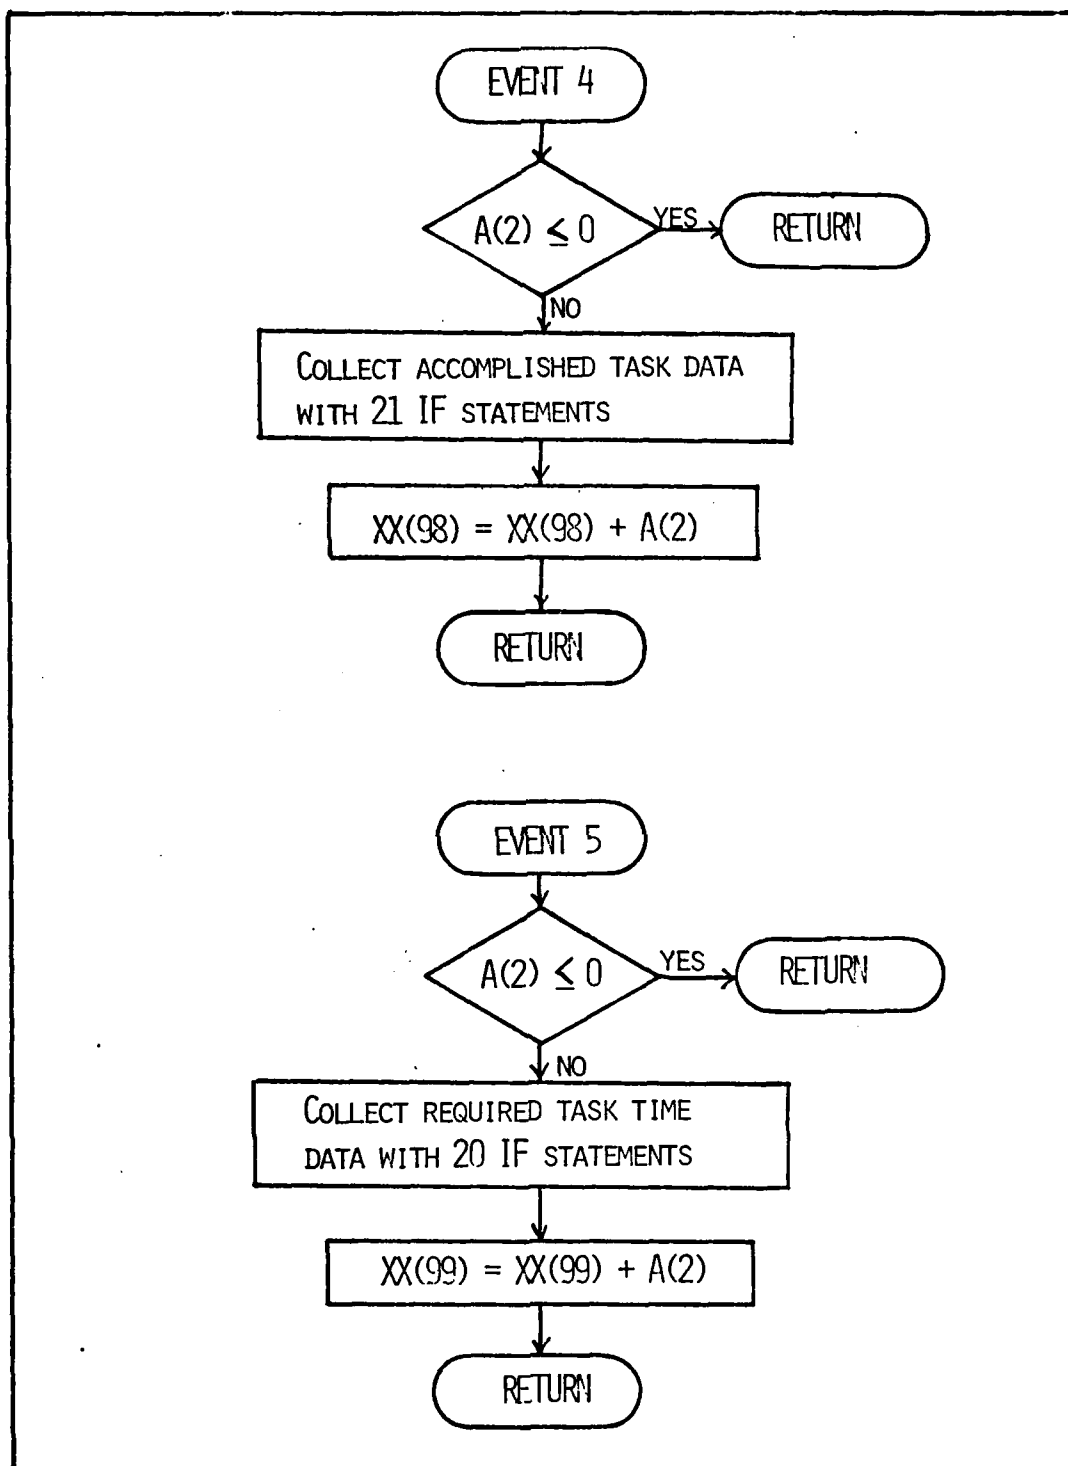 EVENT 4
A(2) ≤ 0
YES
RETURN
NO
COLLECT ACCOMPLISHED TASK DATA
WITH 21 IF STATEMENTS
XX(98) = XX(98) + A(2)
RETURN
EVENT 5
A(2) ≤ 0
YES
RETURN
NO
COLLECT REQUIRED TASK TIME
DATA WITH 20 IF STATEMENTS
XX(99) = XX(99) + A(2)
RETURN